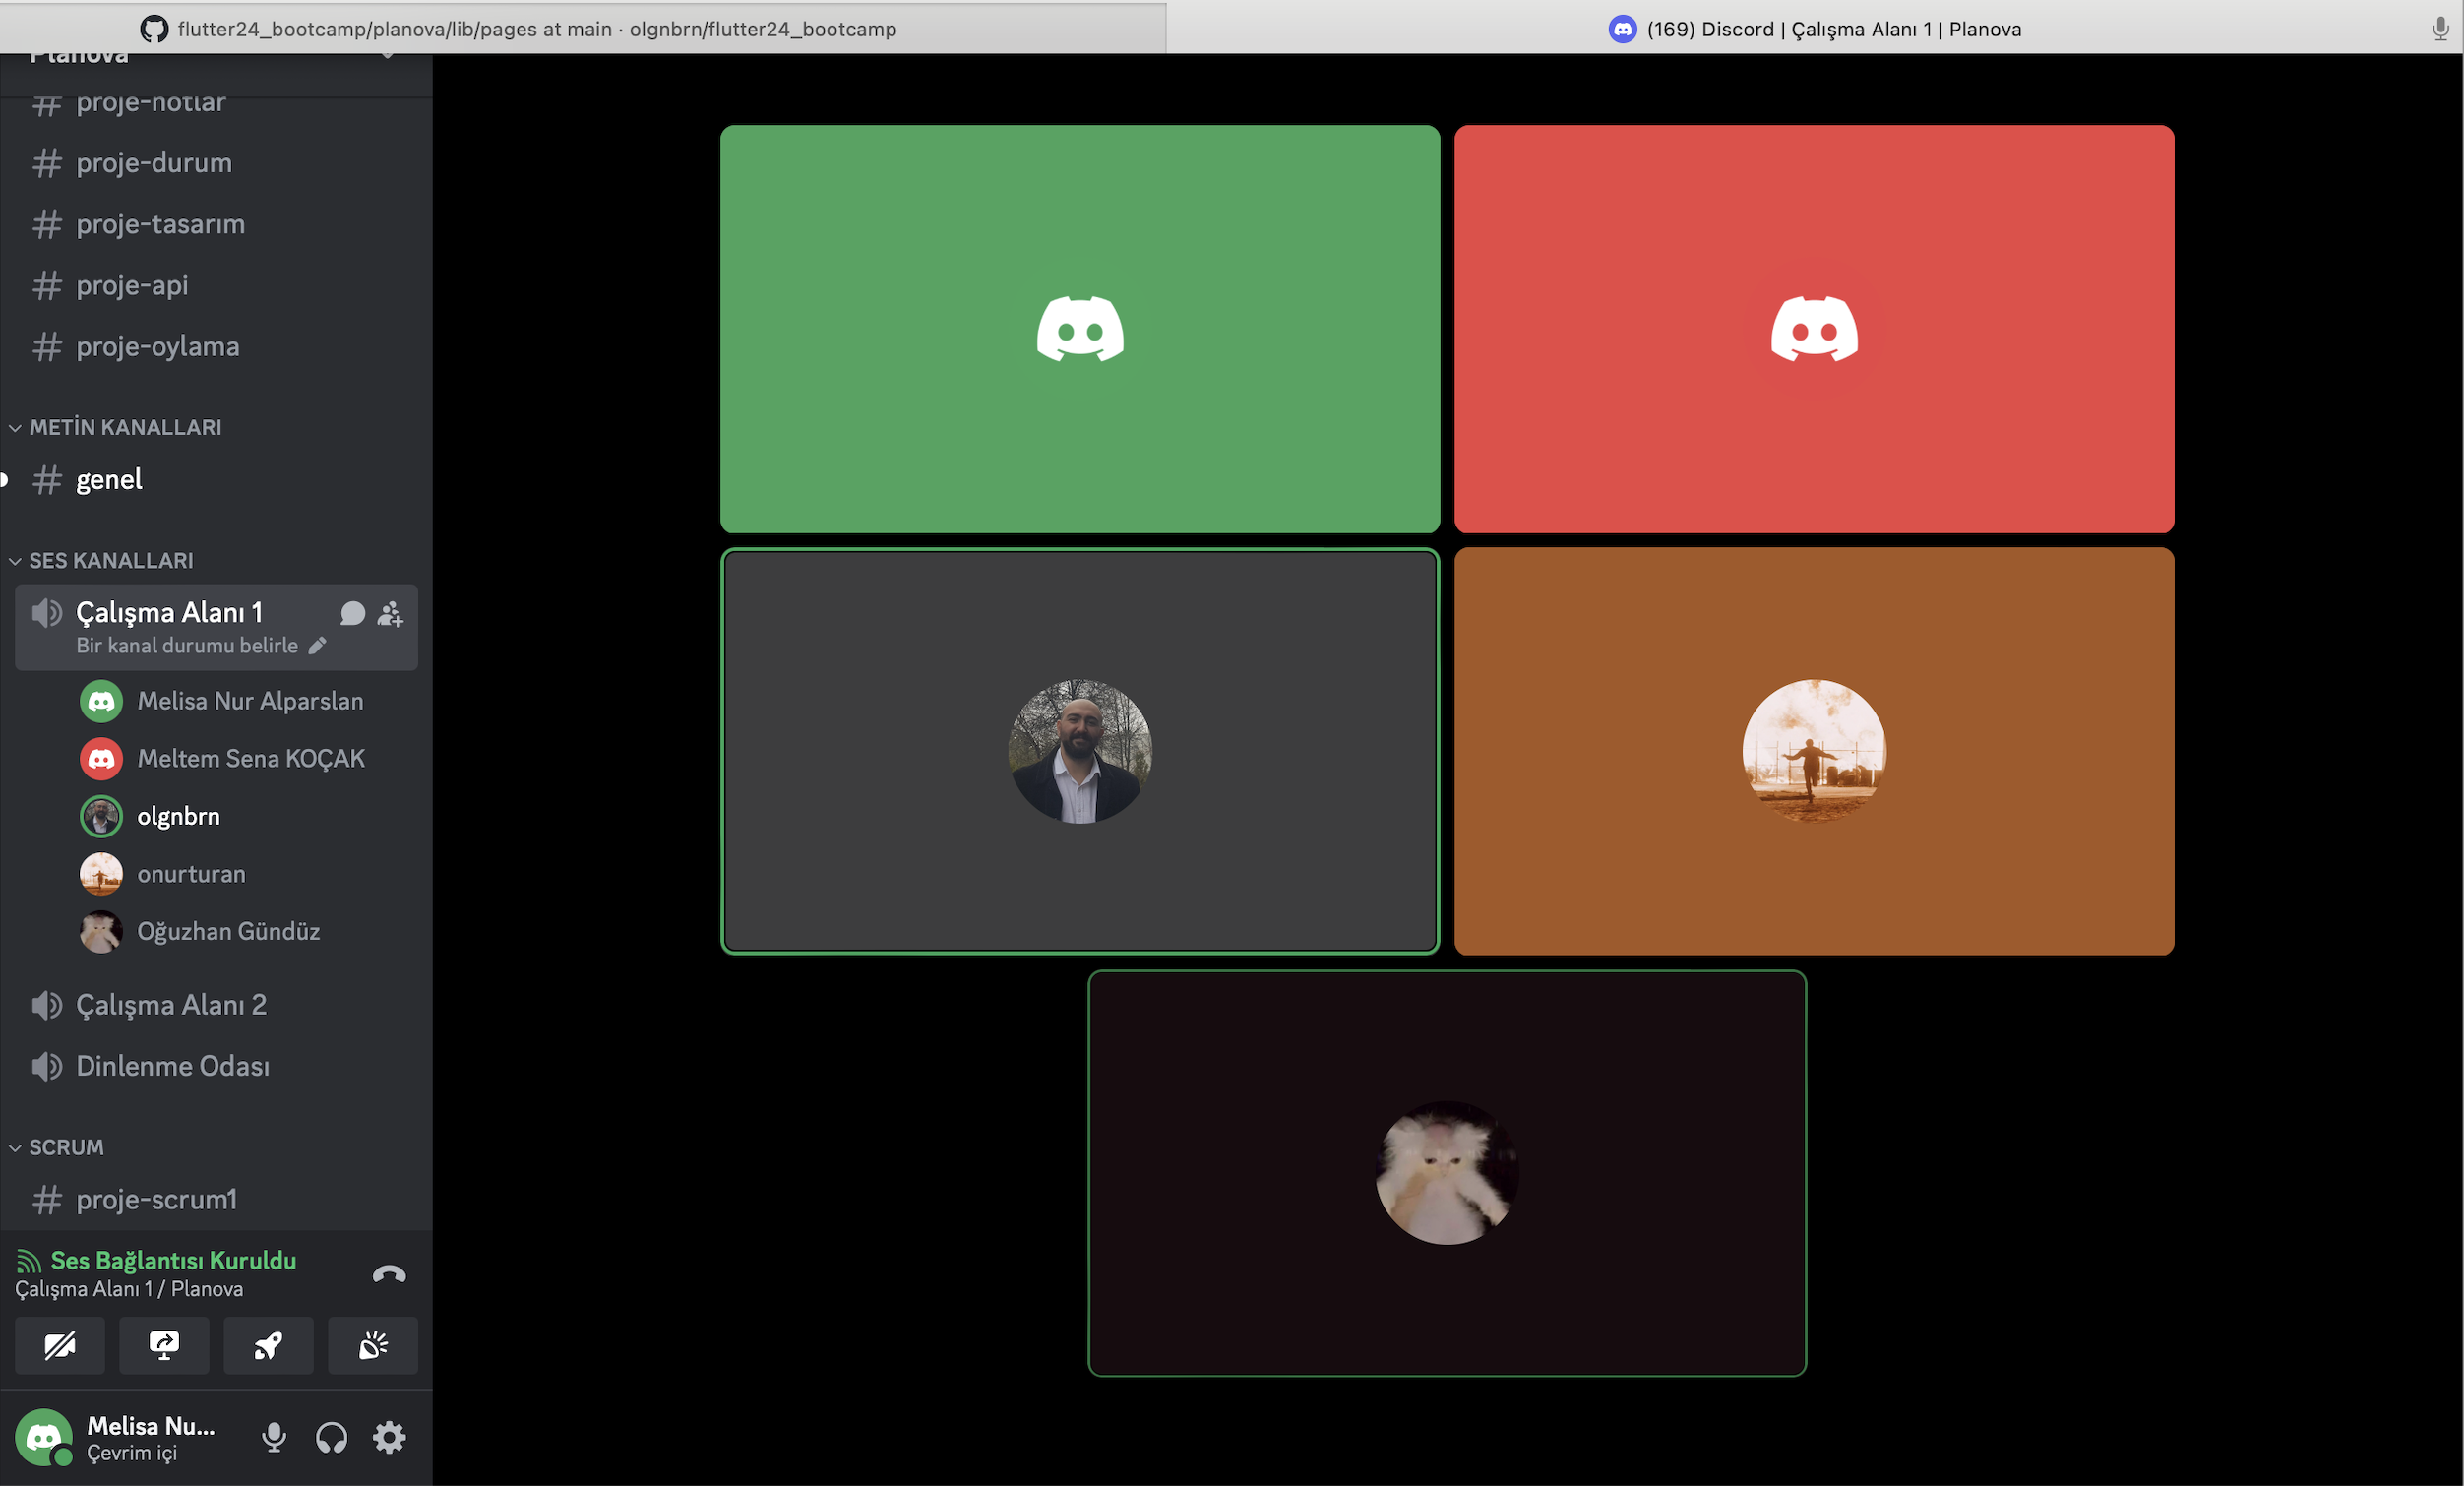 flutter24_bootcamp/planova/lib/pages at main · olgnbrn/flutter24_bootcamp
(169) Discord | Çalışma Alanı 1 | Planova
Planova
# proje-notlar
# proje-durum
# proje-tasarım
# proje-api
# proje-oylama
METİN KANALLARI
# genel
SES KANALLARI
Çalışma Alanı 1
Bir kanal durumu belirle
Melisa Nur Alparslan
Meltem Sena KOÇAK
olgnbrn
onurturan
Oğuzhan Gündüz
Çalışma Alanı 2
Dinlenme Odası
SCRUM
# proje-scrum1
Ses Bağlantısı Kuruldu
Çalışma Alanı 1 / Planova
Melisa Nu...
Çevrim içi